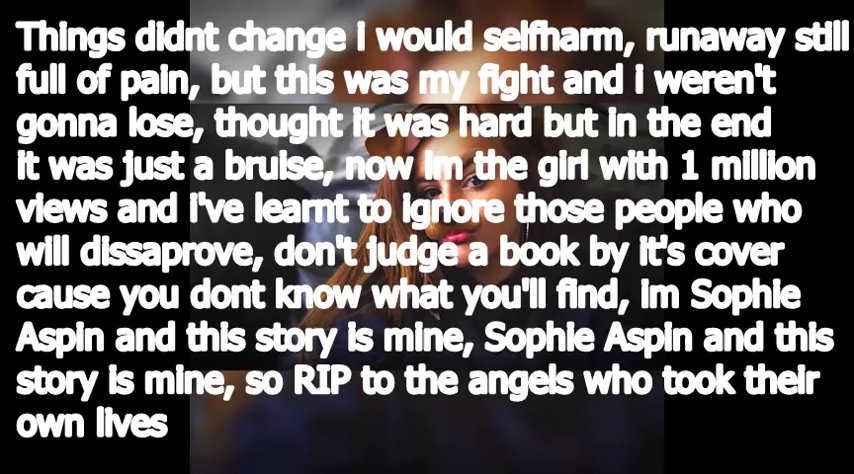 Things didnt change i would selfharm, runaway still
full of pain, but this was my fight and i weren't
gonna lose, thought it was hard but in the end
it was just a bruise, now im the girl with 1 million
views and i've learnt to ignore those people who
will dissaprove, don't judge a book by it's cover
cause you dont know what you'll find, im Sophie
Aspin and this story is mine, Sophie Aspin and this
story is mine, so RIP to the angels who took their
own lives